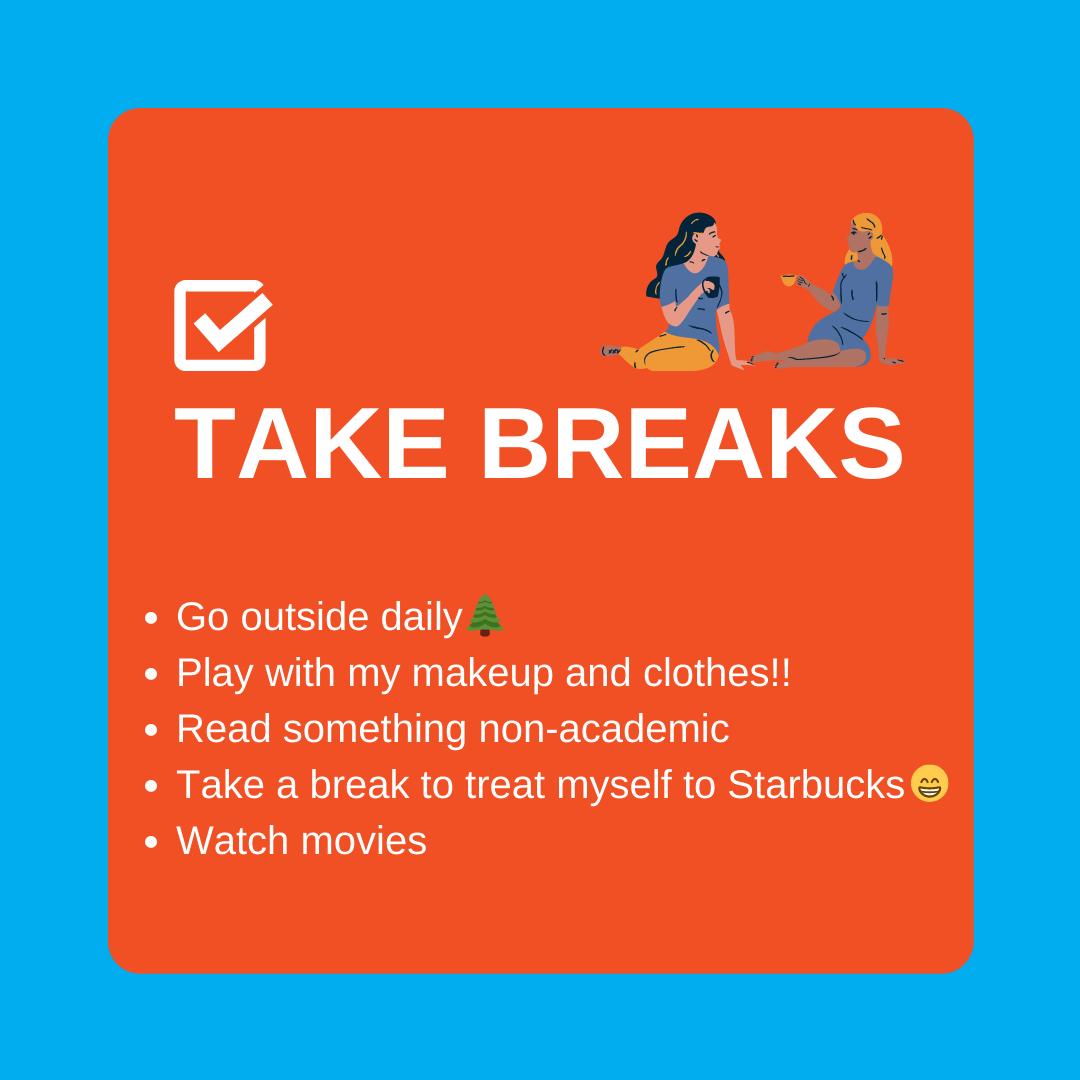 TAKE BREAKS
• Go outside daily🌲
• Play with my makeup and clothes!!
• Read something non-academic
• Take a break to treat myself to Starbucks😁
• Watch movies